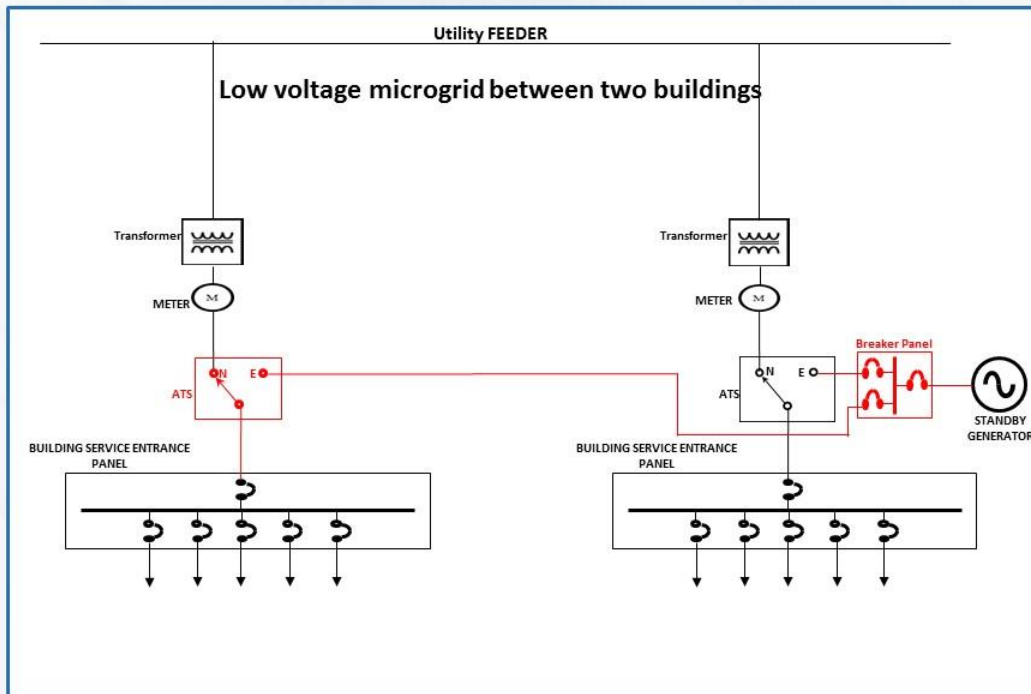 Utility FEEDER
Low voltage microgrid between two buildings
Transformer
Transformer
METER
M
METER
M
Breaker Panel
N
E
ATS
N
E
ATS
STANDBY
GENERATOR
BUILDING SERVICE ENTRANCE
PANEL
BUILDING SERVICE ENTRANCE
PANEL